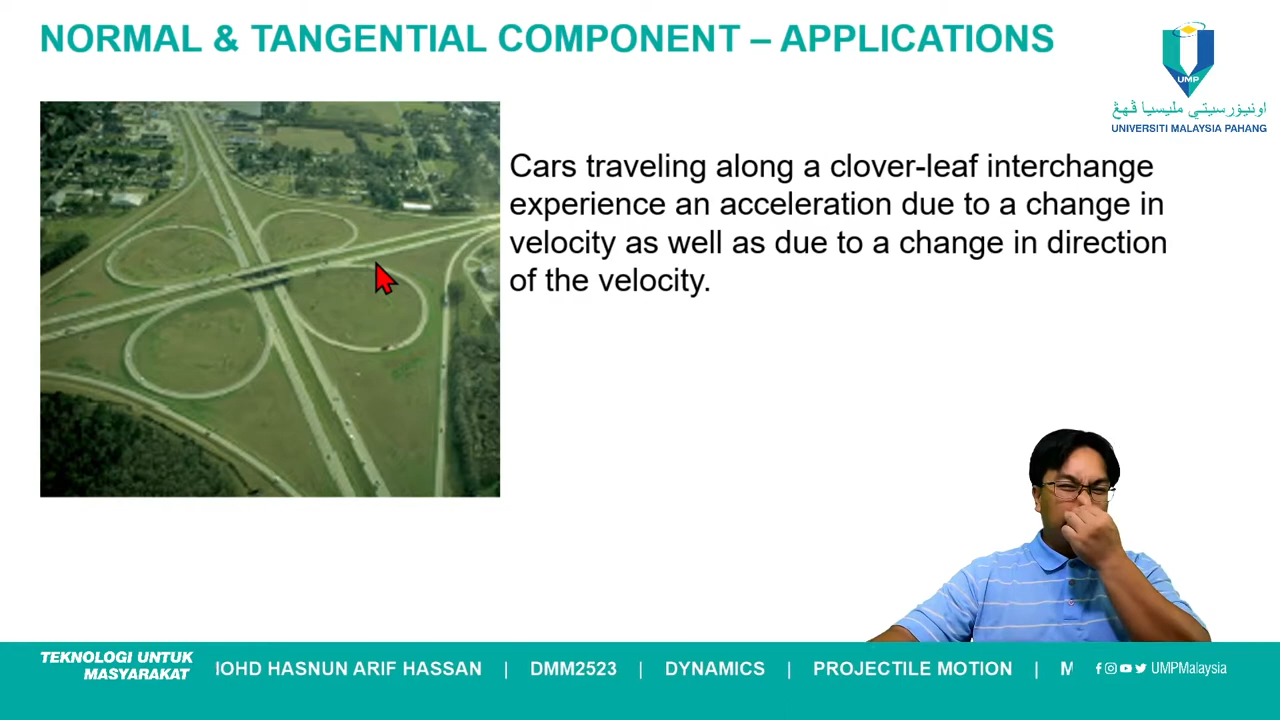 NORMAL & TANGENTIAL COMPONENT – APPLICATIONS
UMP
اونيۏرسيتي مليسيا ڤهڠ
UNIVERSITI MALAYSIA PAHANG
Cars traveling along a clover-leaf interchange
experience an acceleration due to a change in
velocity as well as due to a change in direction
of the velocity.
TEKNOLOGI UNTUK
MASYARAKAT
IOHD HASNUN ARIF HASSAN | DMM2523 | DYNAMICS | PROJECTILE MOTION | M
UMPMalaysia